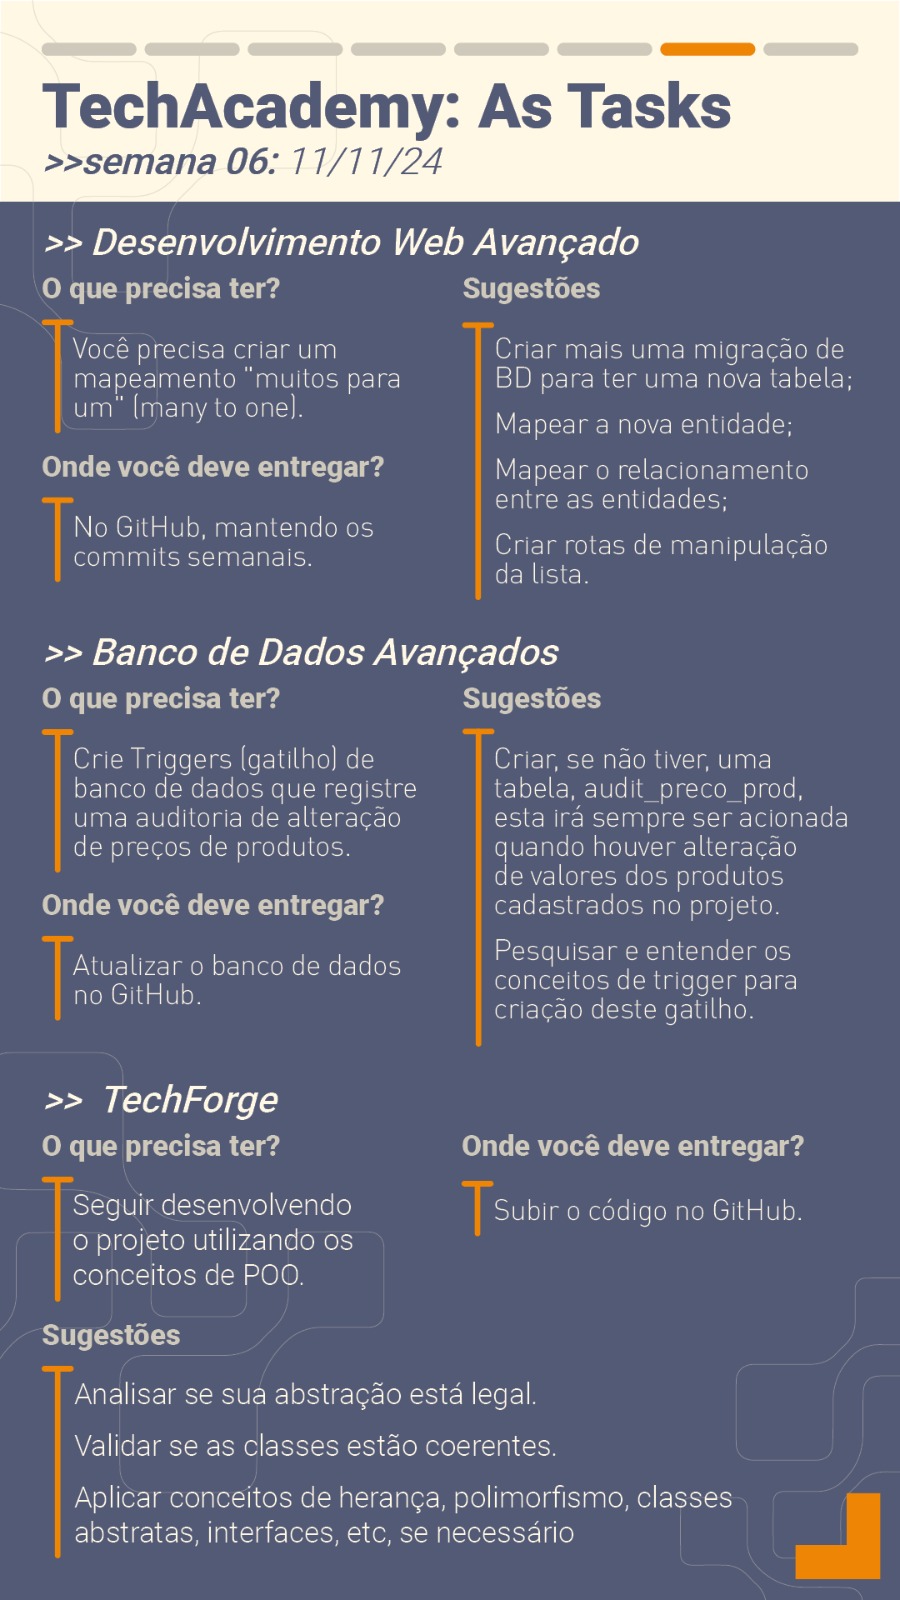 TechAcademy: As Tasks
>>semana 06: 11/11/24
>> Desenvolvimento Web Avançado
O que precisa ter?
Você precisa criar um
mapeamento "muitos para
um" (many to one).
Onde você deve entregar?
No GitHub, mantendo os
commits semanais.
Sugestões
Criar mais uma migração de
BD para ter uma nova tabela;
Mapear a nova entidade;
Mapear o relacionamento
entre as entidades;
Criar rotas de manipulação
da lista.
>> Banco de Dados Avançados
O que precisa ter?
Crie Triggers (gatilho) de
banco de dados que registre
uma auditoria de alteração
de preços de produtos.
Onde você deve entregar?
Atualizar o banco de dados
no GitHub.
Sugestões
Criar, se não tiver, uma
tabela, audit_preco_prod,
esta irá sempre ser acionada
quando houver alteração
de valores dos produtos
cadastrados no projeto.
Pesquisar e entender os
conceitos de trigger para
criação deste gatilho.
>> TechForge
O que precisa ter?
Seguir desenvolvendo
o projeto utilizando os
conceitos de POO.
Onde você deve entregar?
Subir o código no GitHub.
Sugestões
Analisar se sua abstração está legal.
Validar se as classes estão coerentes.
Aplicar conceitos de herança, polimorfismo, classes
abstratas, interfaces, etc, se necessário